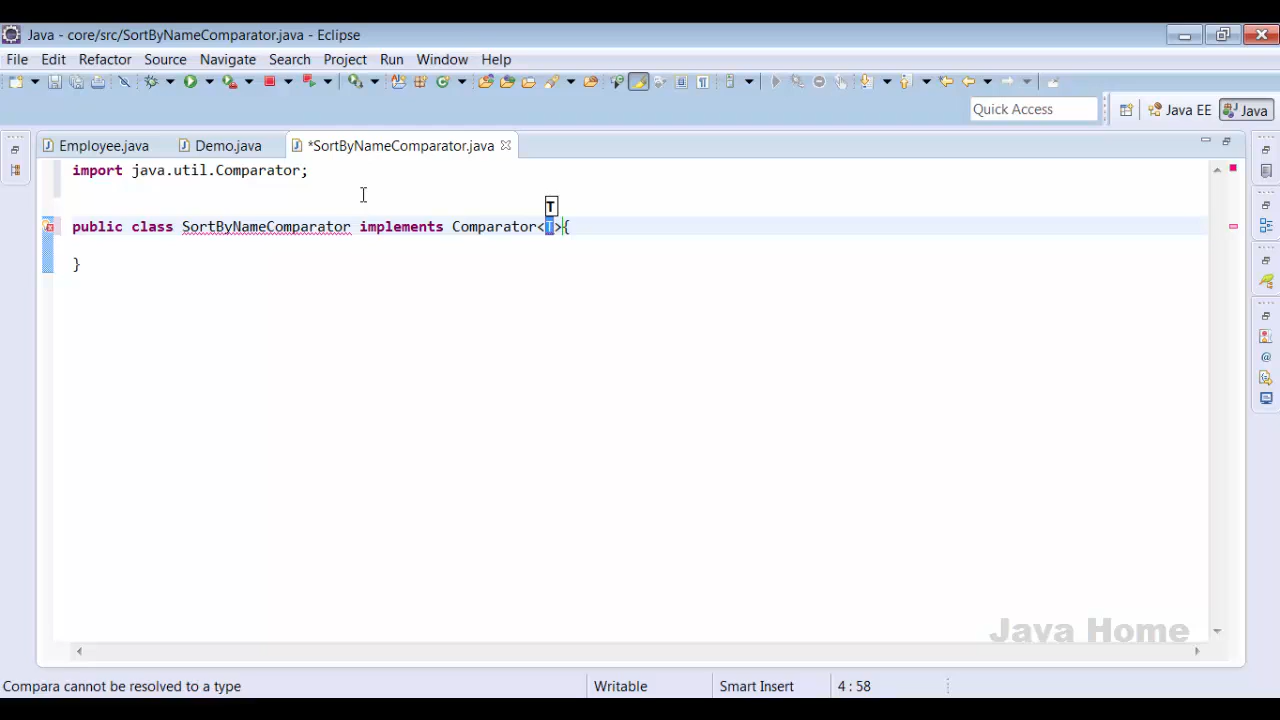 Java - core/src/SortByNameComparator.java - Eclipse
File Edit Refactor Source Navigate Search Project Run Window Help
Quick Access Java EE Java
Employee.java Demo.java *SortByNameComparator.java
import java.util.Comparator;
T
public class SortByNameComparator implements Comparator<T>{
}
Java Home
Compara cannot be resolved to a type Writable Smart Insert 4 : 58